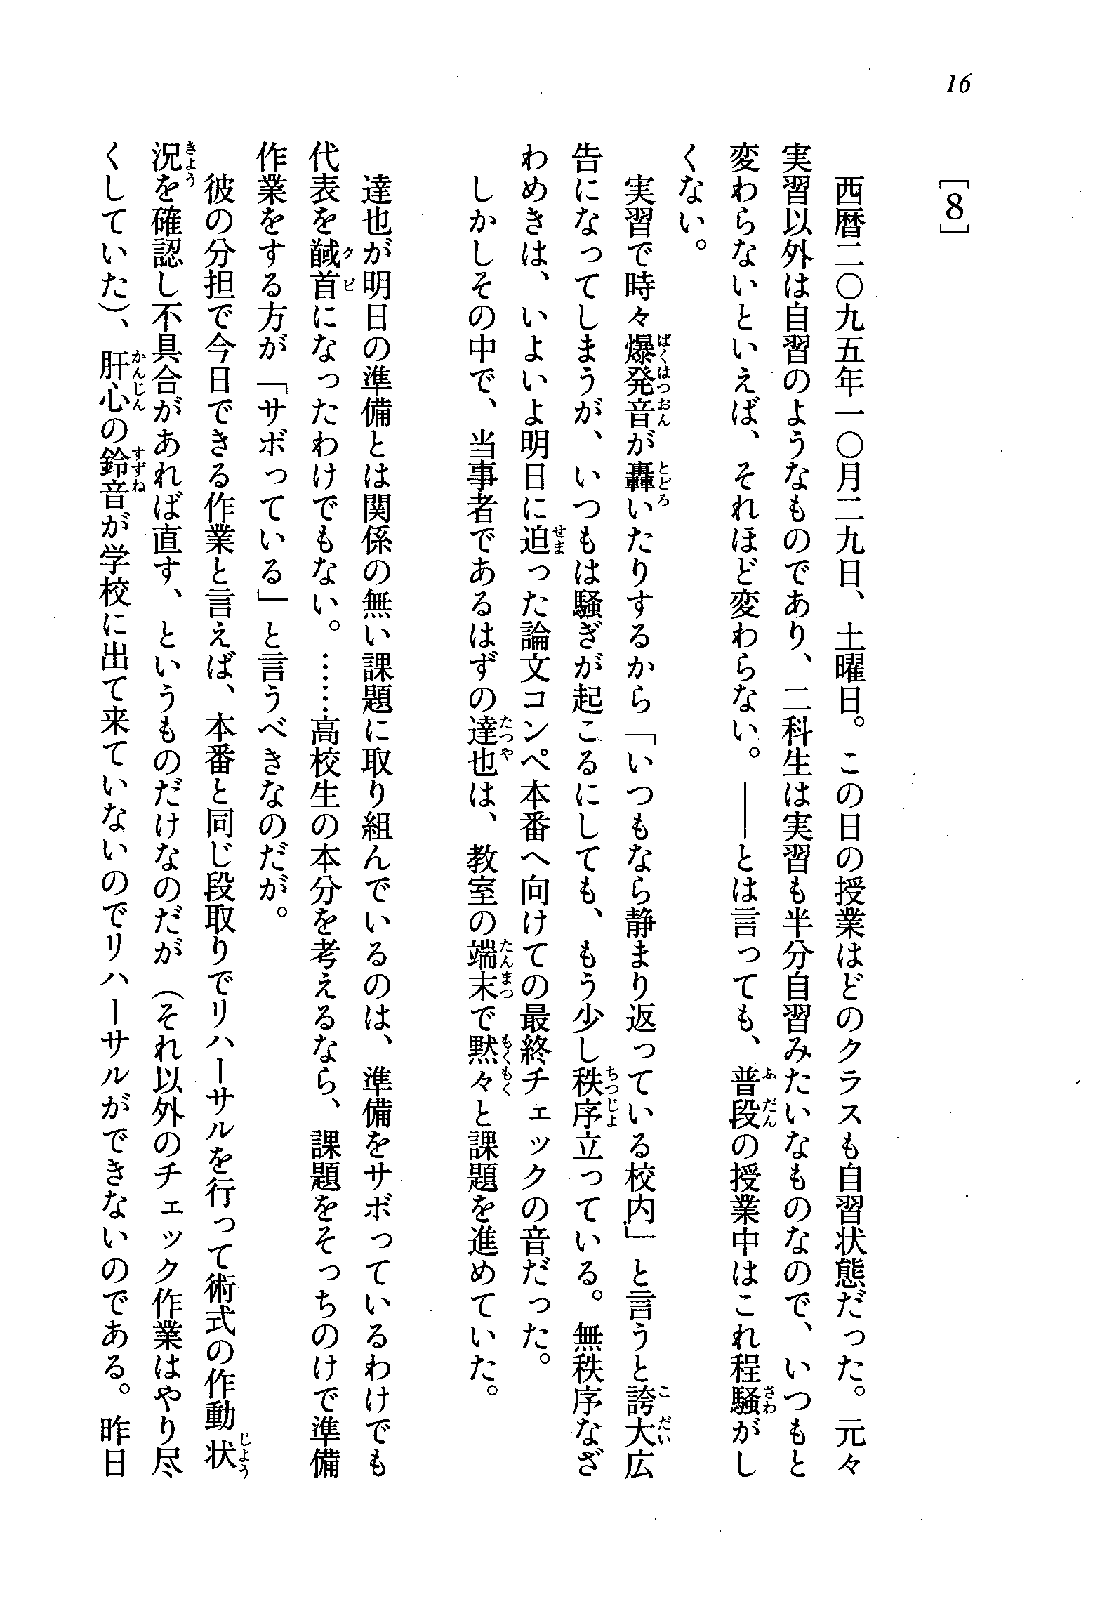 16
[8]
西暦二〇九五年一〇月二九日、土曜日。この日の授業はどのクラスも自習状態だった。元々
実習以外は自習のようなものであり、二科生は実習も半分自習みたいなものなので、いつもと
変わらないといえば、それほど変わらない。――とは言っても、普段の授業中はこれ程騒がし
くない。
実習で時々爆発音が轟いたりするから「いつもなら静まり返っている校内」と言うと誇大広
告になってしまうが、いつもは騒ぎが起こるにしても、もう少し秩序立っている。無秩序なざ
わめきは、いよいよ明日に迫った論文コンペ本番へ向けての最終チェックの音だった。
しかしその中で、当事者であるはずの達也は、教室の端末で黙々と課題を進めていた。
達也が明日の準備とは関係の無い課題に取り組んでいるのは、準備をサボっているわけでも
代表を馘首になったわけでもない。……高校生の本分を考えるなら、課題をそっちのけで準備
作業をする方が「サボっている」と言うべきなのだが。
彼の分担で今日できる作業と言えば、本番と同じ段取りでリハーサルを行って術式の作動状
況を確認し不具合があれば直す、というものだけなのだが（それ以外のチェック作業はやり尽
くしていた）、肝心の鈴音が学校に出て来ていないのでリハーサルができないのである。昨日